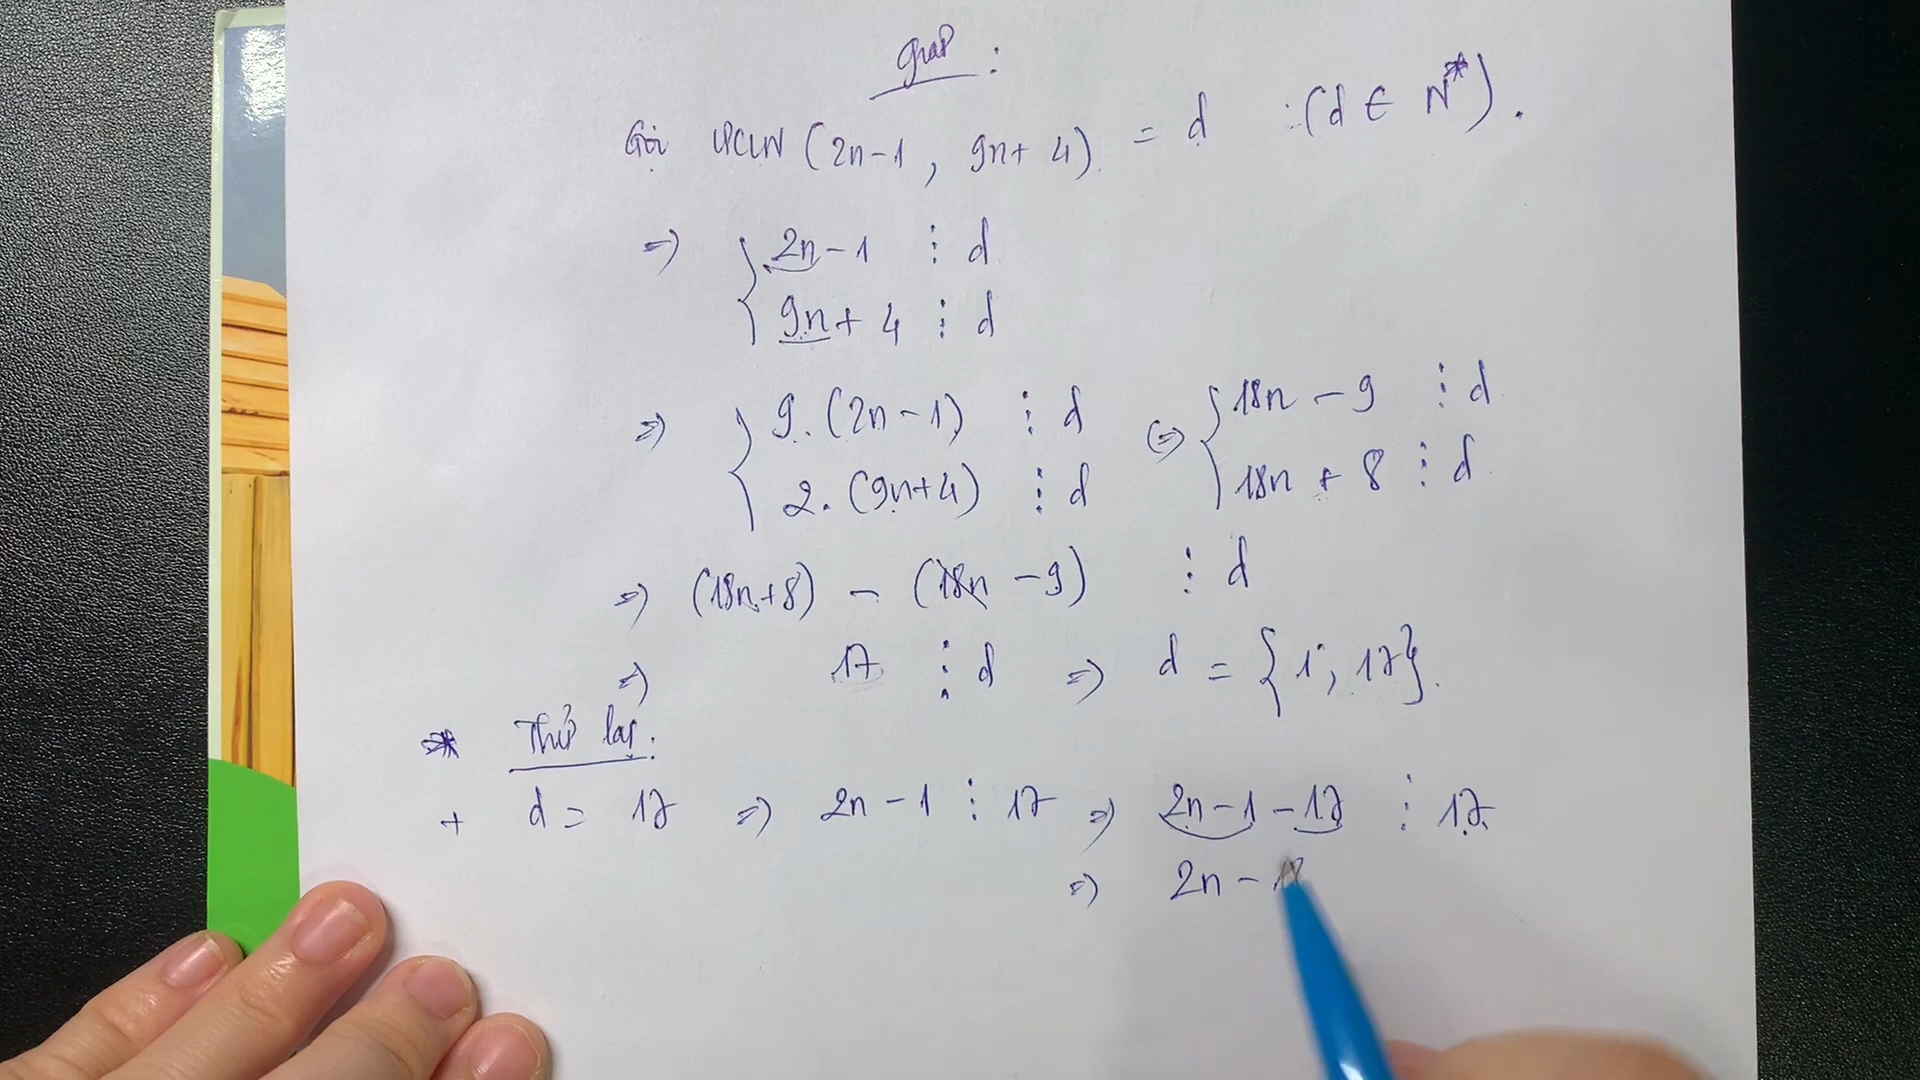 Giải :
Gọi ƯCLN (2n-1, 9n+4) = d : (d ∈ N*).
=> { 2n-1 ⋮ d
9n+4 ⋮ d
=> { 9.(2n-1) ⋮ d (=) { 18n-9 ⋮ d
2.(9n+4) ⋮ d 18n+8 ⋮ d
=> (18n+8) - (18n-9) ⋮ d
=> 17 ⋮ d => d = {1; 17}.
* Thử lại:
+ d = 17 => 2n-1 ⋮ 17 => 2n-1-17 ⋮ 17
=> 2n-18